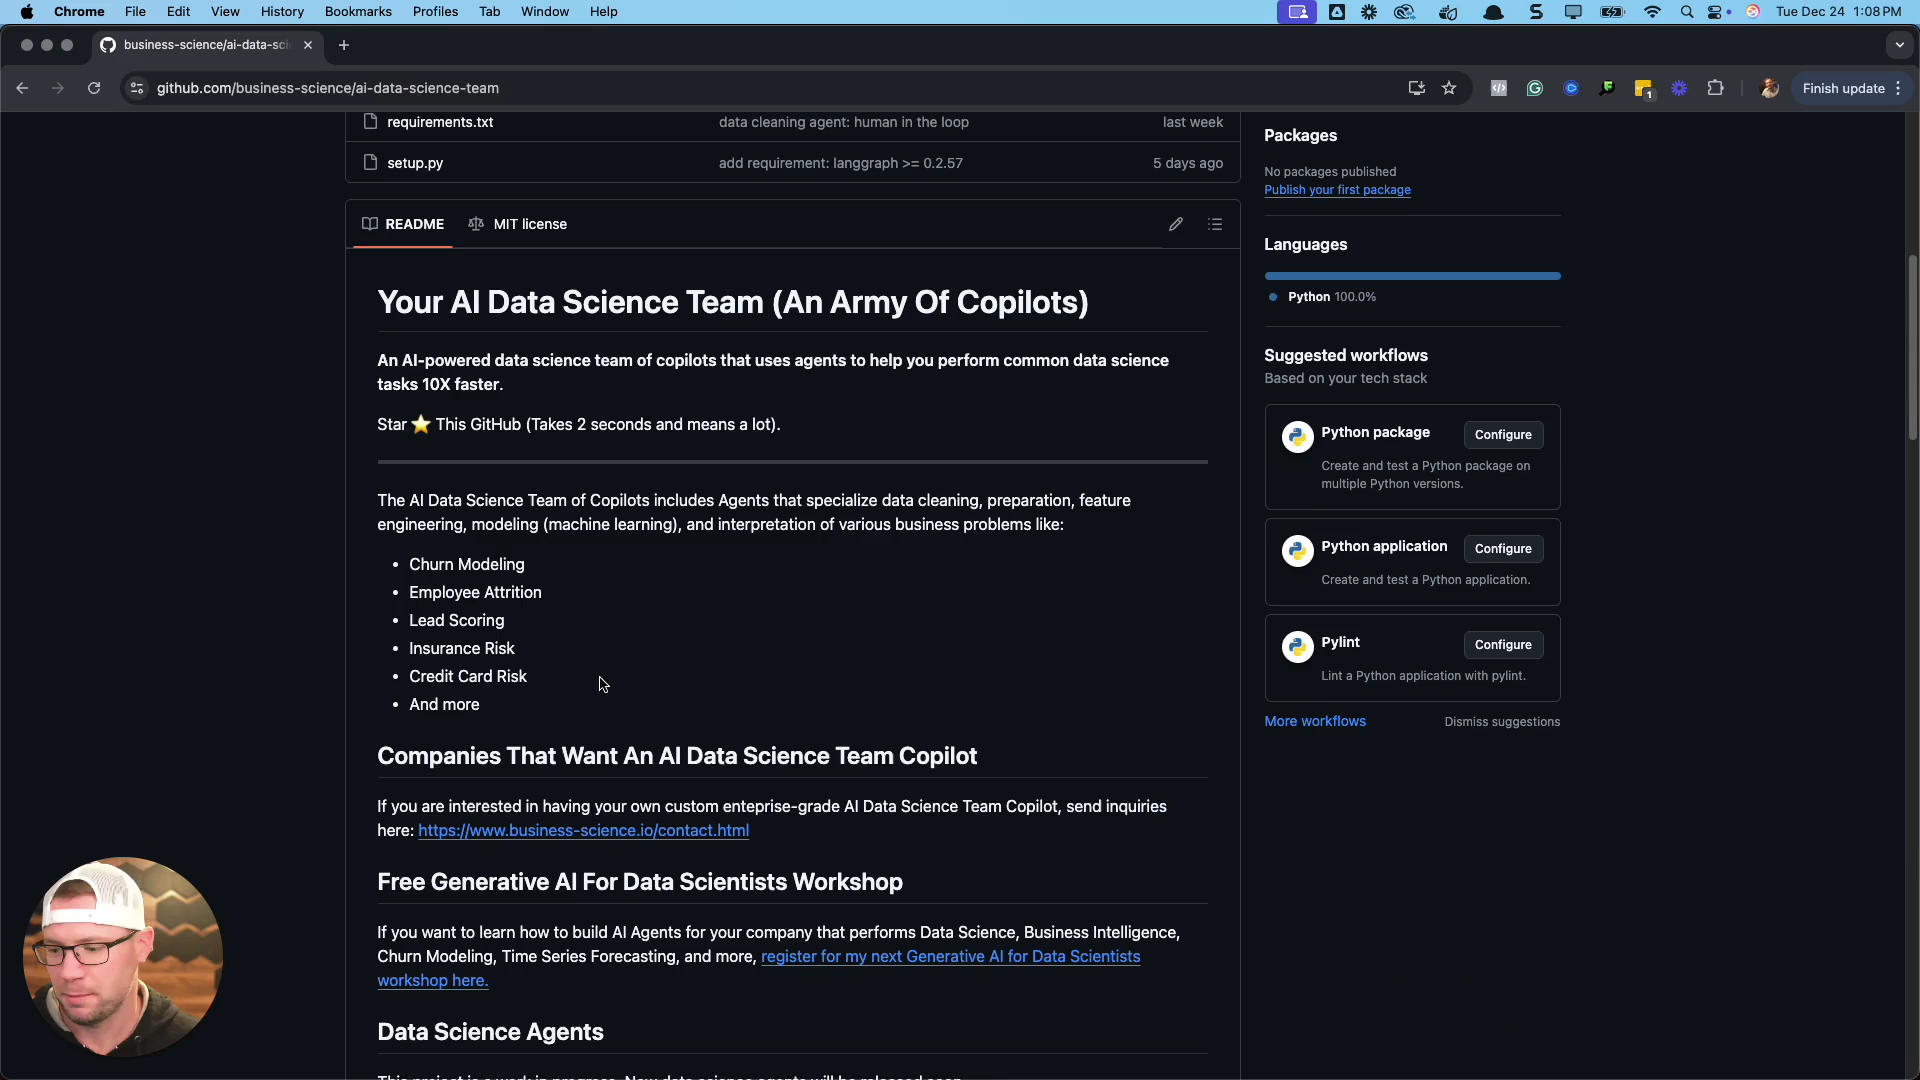 Chrome File Edit View History Bookmarks Profiles Tab Window Help Tue Dec 24 1:08 PM
business-science/ai-data-sci
github.com/business-science/ai-data-science-team
Finish update
requirements.txt data cleaning agent: human in the loop last week
setup.py add requirement: langgraph >= 0.2.57 5 days ago
README MIT license
Your AI Data Science Team (An Army Of Copilots)
An AI-powered data science team of copilots that uses agents to help you perform common data science
tasks 10X faster.
Star ⭐ This GitHub (Takes 2 seconds and means a lot).
The AI Data Science Team of Copilots includes Agents that specialize data cleaning, preparation, feature
engineering, modeling (machine learning), and interpretation of various business problems like:
• Churn Modeling
• Employee Attrition
• Lead Scoring
• Insurance Risk
• Credit Card Risk
• And more
Companies That Want An AI Data Science Team Copilot
If you are interested in having your own custom enteprise-grade AI Data Science Team Copilot, send inquiries
here: https://www.business-science.io/contact.html
Free Generative AI For Data Scientists Workshop
If you want to learn how to build AI Agents for your company that performs Data Science, Business Intelligence,
Churn Modeling, Time Series Forecasting, and more, register for my next Generative AI for Data Scientists
workshop here.
Data Science Agents
This project is a work in progress. New data science agents will be released soon.
Packages
No packages published
Publish your first package
Languages
Python 100.0%
Suggested workflows
Based on your tech stack
Python package Configure
Create and test a Python package on
multiple Python versions.
Python application Configure
Create and test a Python application.
Pylint Configure
Lint a Python application with pylint.
More workflows Dismiss suggestions